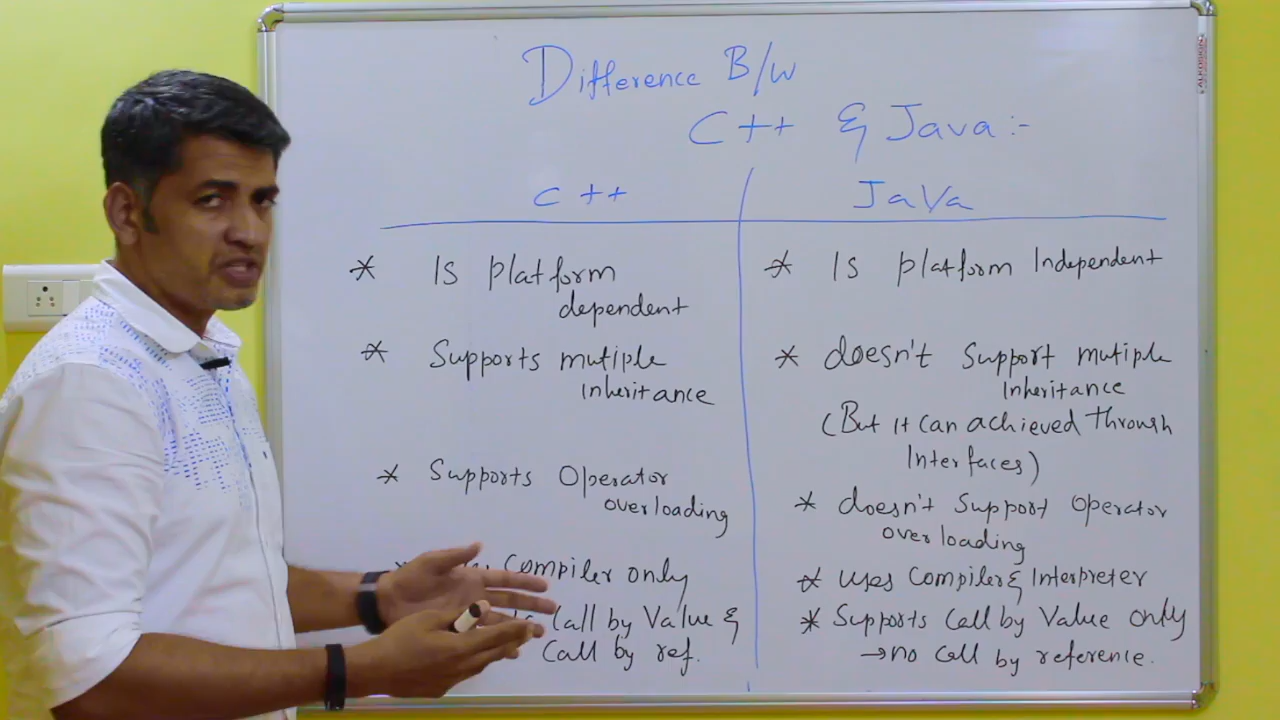 Difference B/w
C++ & Java :-
C++
JaVa
* Is Platform
dependent
* Supports mutiple
Inheritance
* Supports Operator
overloading
* Compiler only
Call by Value &
Call by ref.
* Is Platform Independent
* doesn't Support mutiple
Inheritance
(But it can achieved through
Interfaces)
* doesn't Support Operator
overloading
* uses Compiler & Interpreter
* Supports Call by Value only
→ no Call by reference.